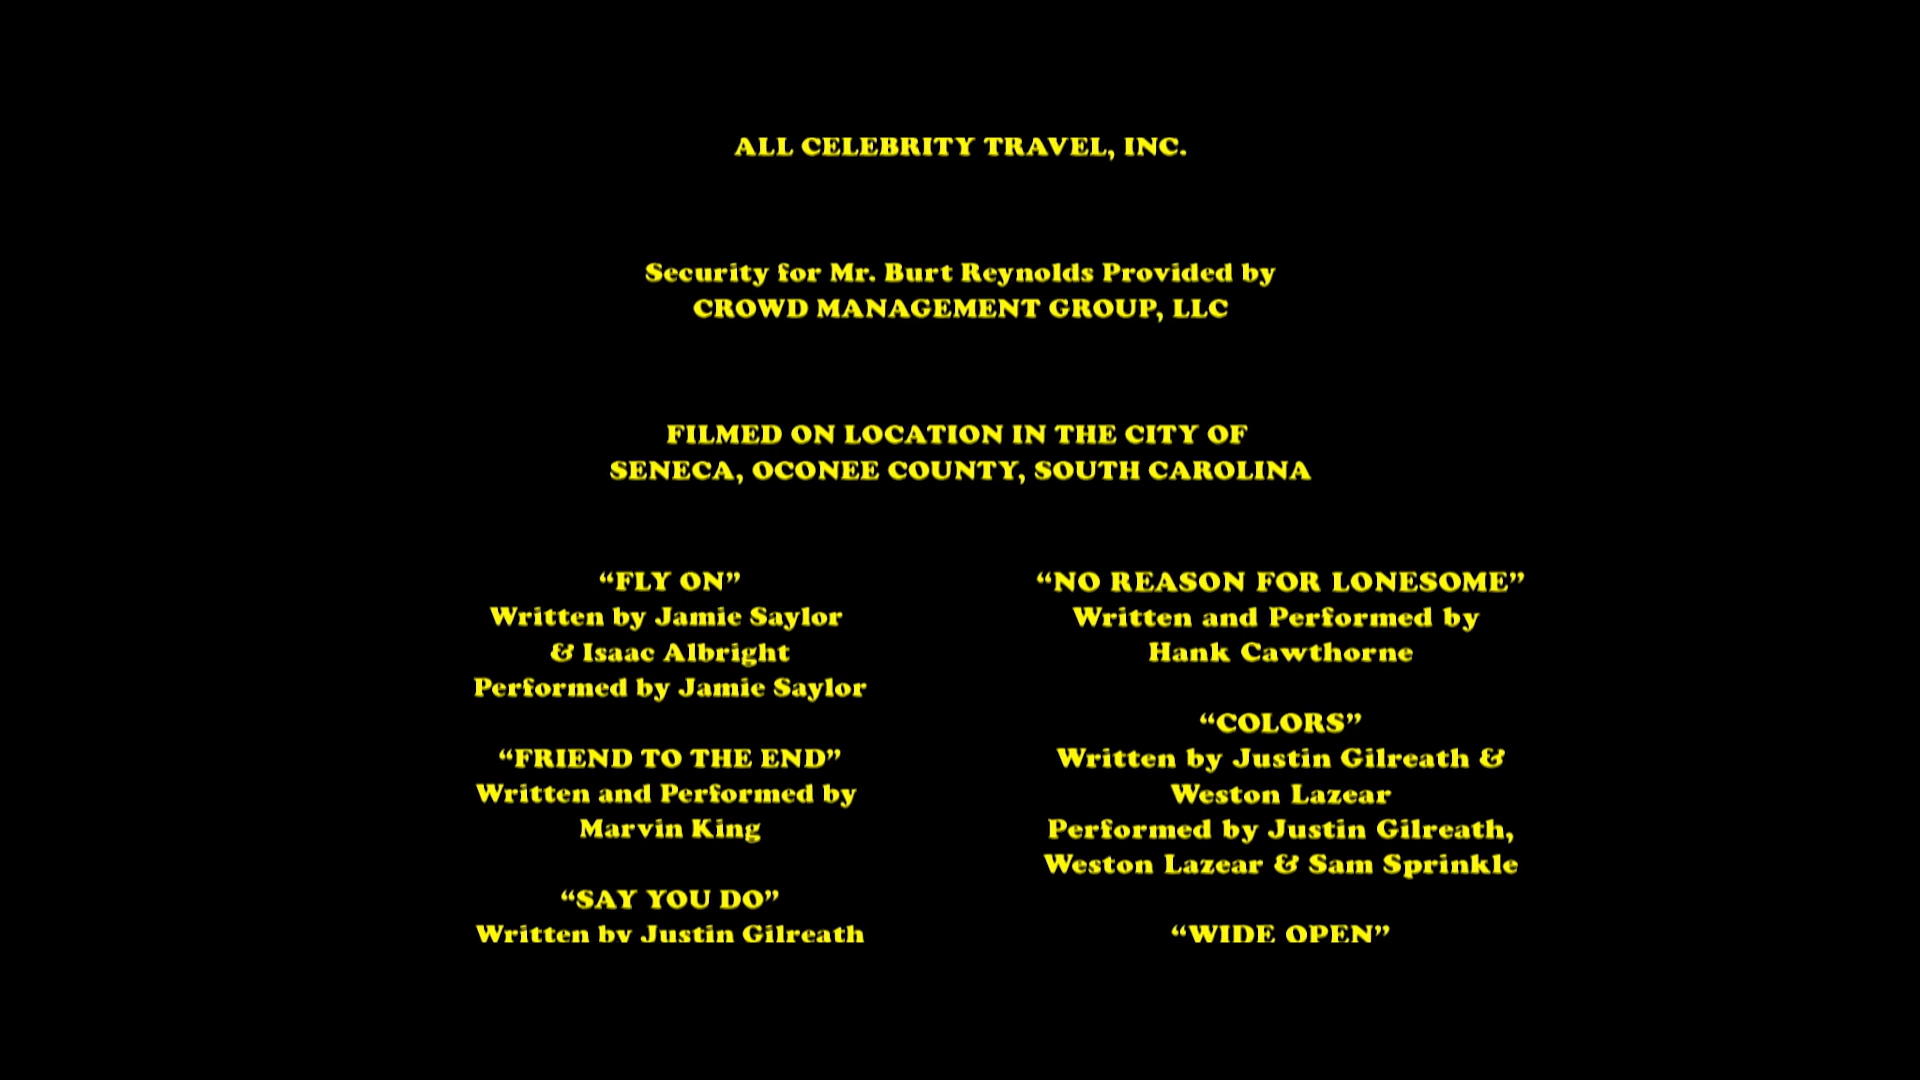 ALL CELEBRITY TRAVEL, INC.
Security for Mr. Burt Reynolds Provided by
CROWD MANAGEMENT GROUP, LLC
FILMED ON LOCATION IN THE CITY OF
SENECA, OCONEE COUNTY, SOUTH CAROLINA
“FLY ON”
Written by Jamie Saylor
& Isaac Albright
Performed by Jamie Saylor
“FRIEND TO THE END”
Written and Performed by
Marvin King
“SAY YOU DO”
Written by Justin Gilreath
“NO REASON FOR LONESOME”
Written and Performed by
Hank Cawthorne
“COLORS”
Written by Justin Gilreath &
Weston Lazear
Performed by Justin Gilreath,
Weston Lazear & Sam Sprinkle
“WIDE OPEN”